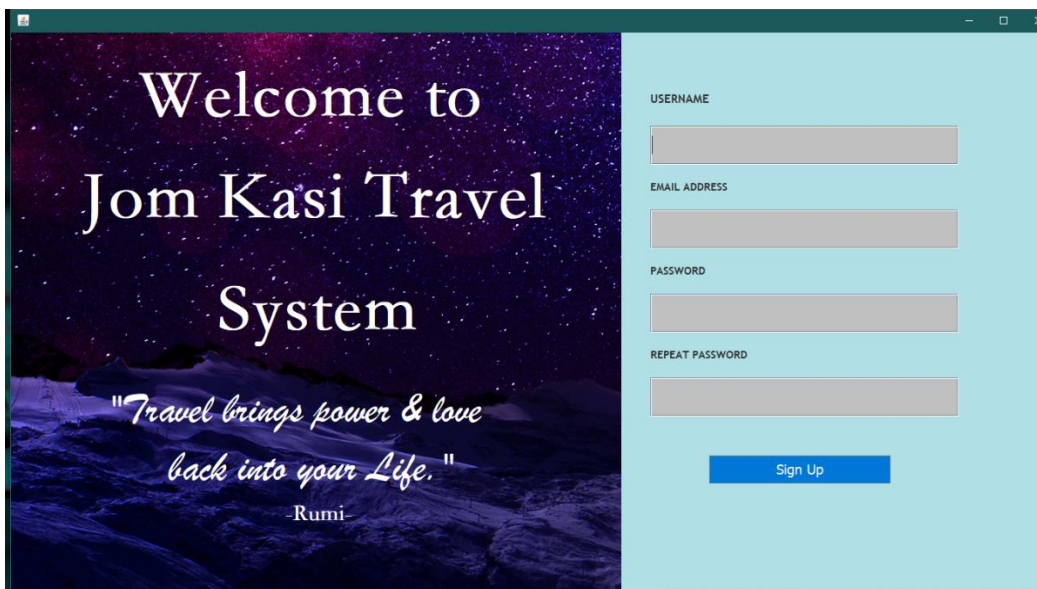 Welcome to
Jom Kasi Travel
System
"Travel brings power & love
back into your Life."
-Rumi-
USERNAME
EMAIL ADDRESS
PASSWORD
REPEAT PASSWORD
Sign Up